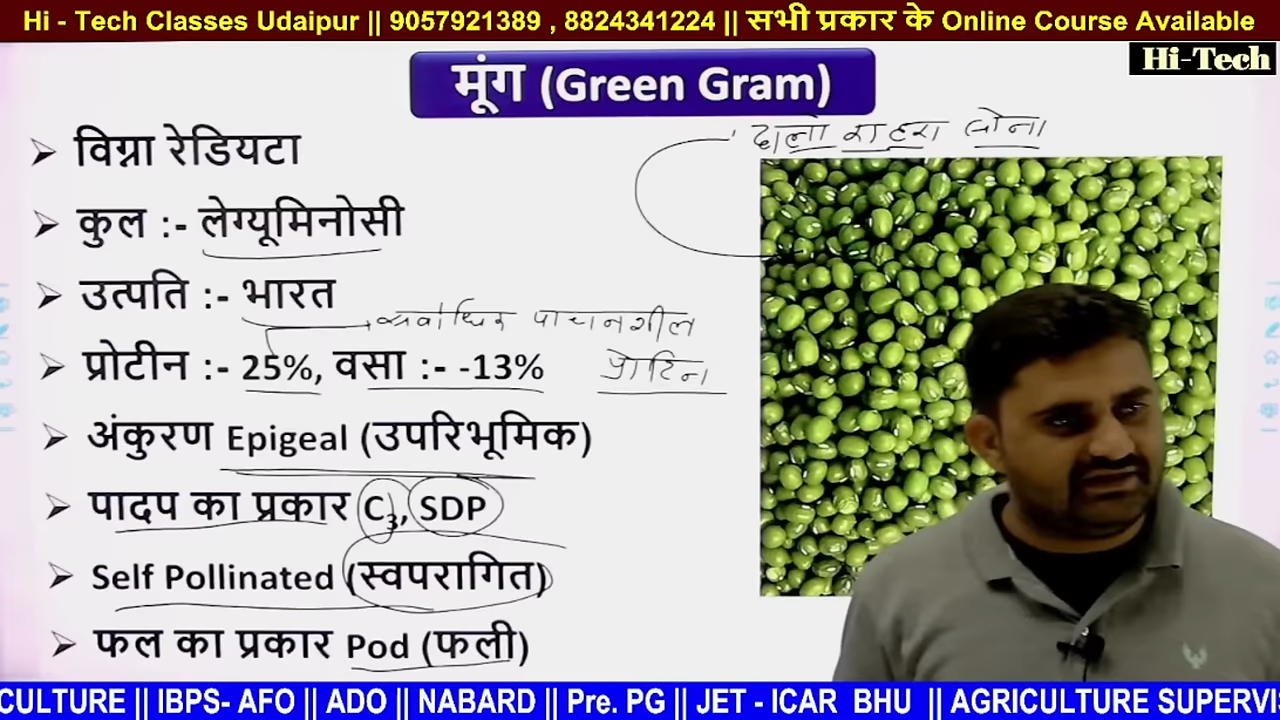 Hi - Tech Classes Udaipur || 9057921389 , 8824341224 || सभी प्रकार के Online Course Available
Hi-Tech
मूंग (Green Gram)
विग्ना रेडियटा
कुल :- लेग्यूमिनोसी
उत्पति :- भारत
पाचनशील
प्रोटीन :- 25%, वसा :- -13%
प्रोटिन
अंकुरण Epigeal (उपरिभूमिक)
पादप का प्रकार C3, SDP
Self Pollinated (स्वपरागित)
फल का प्रकार Pod (फली)
CULTURE || IBPS- AFO || ADO || NABARD || Pre. PG || JET - ICAR BHU || AGRICULTURE SUPERVIS